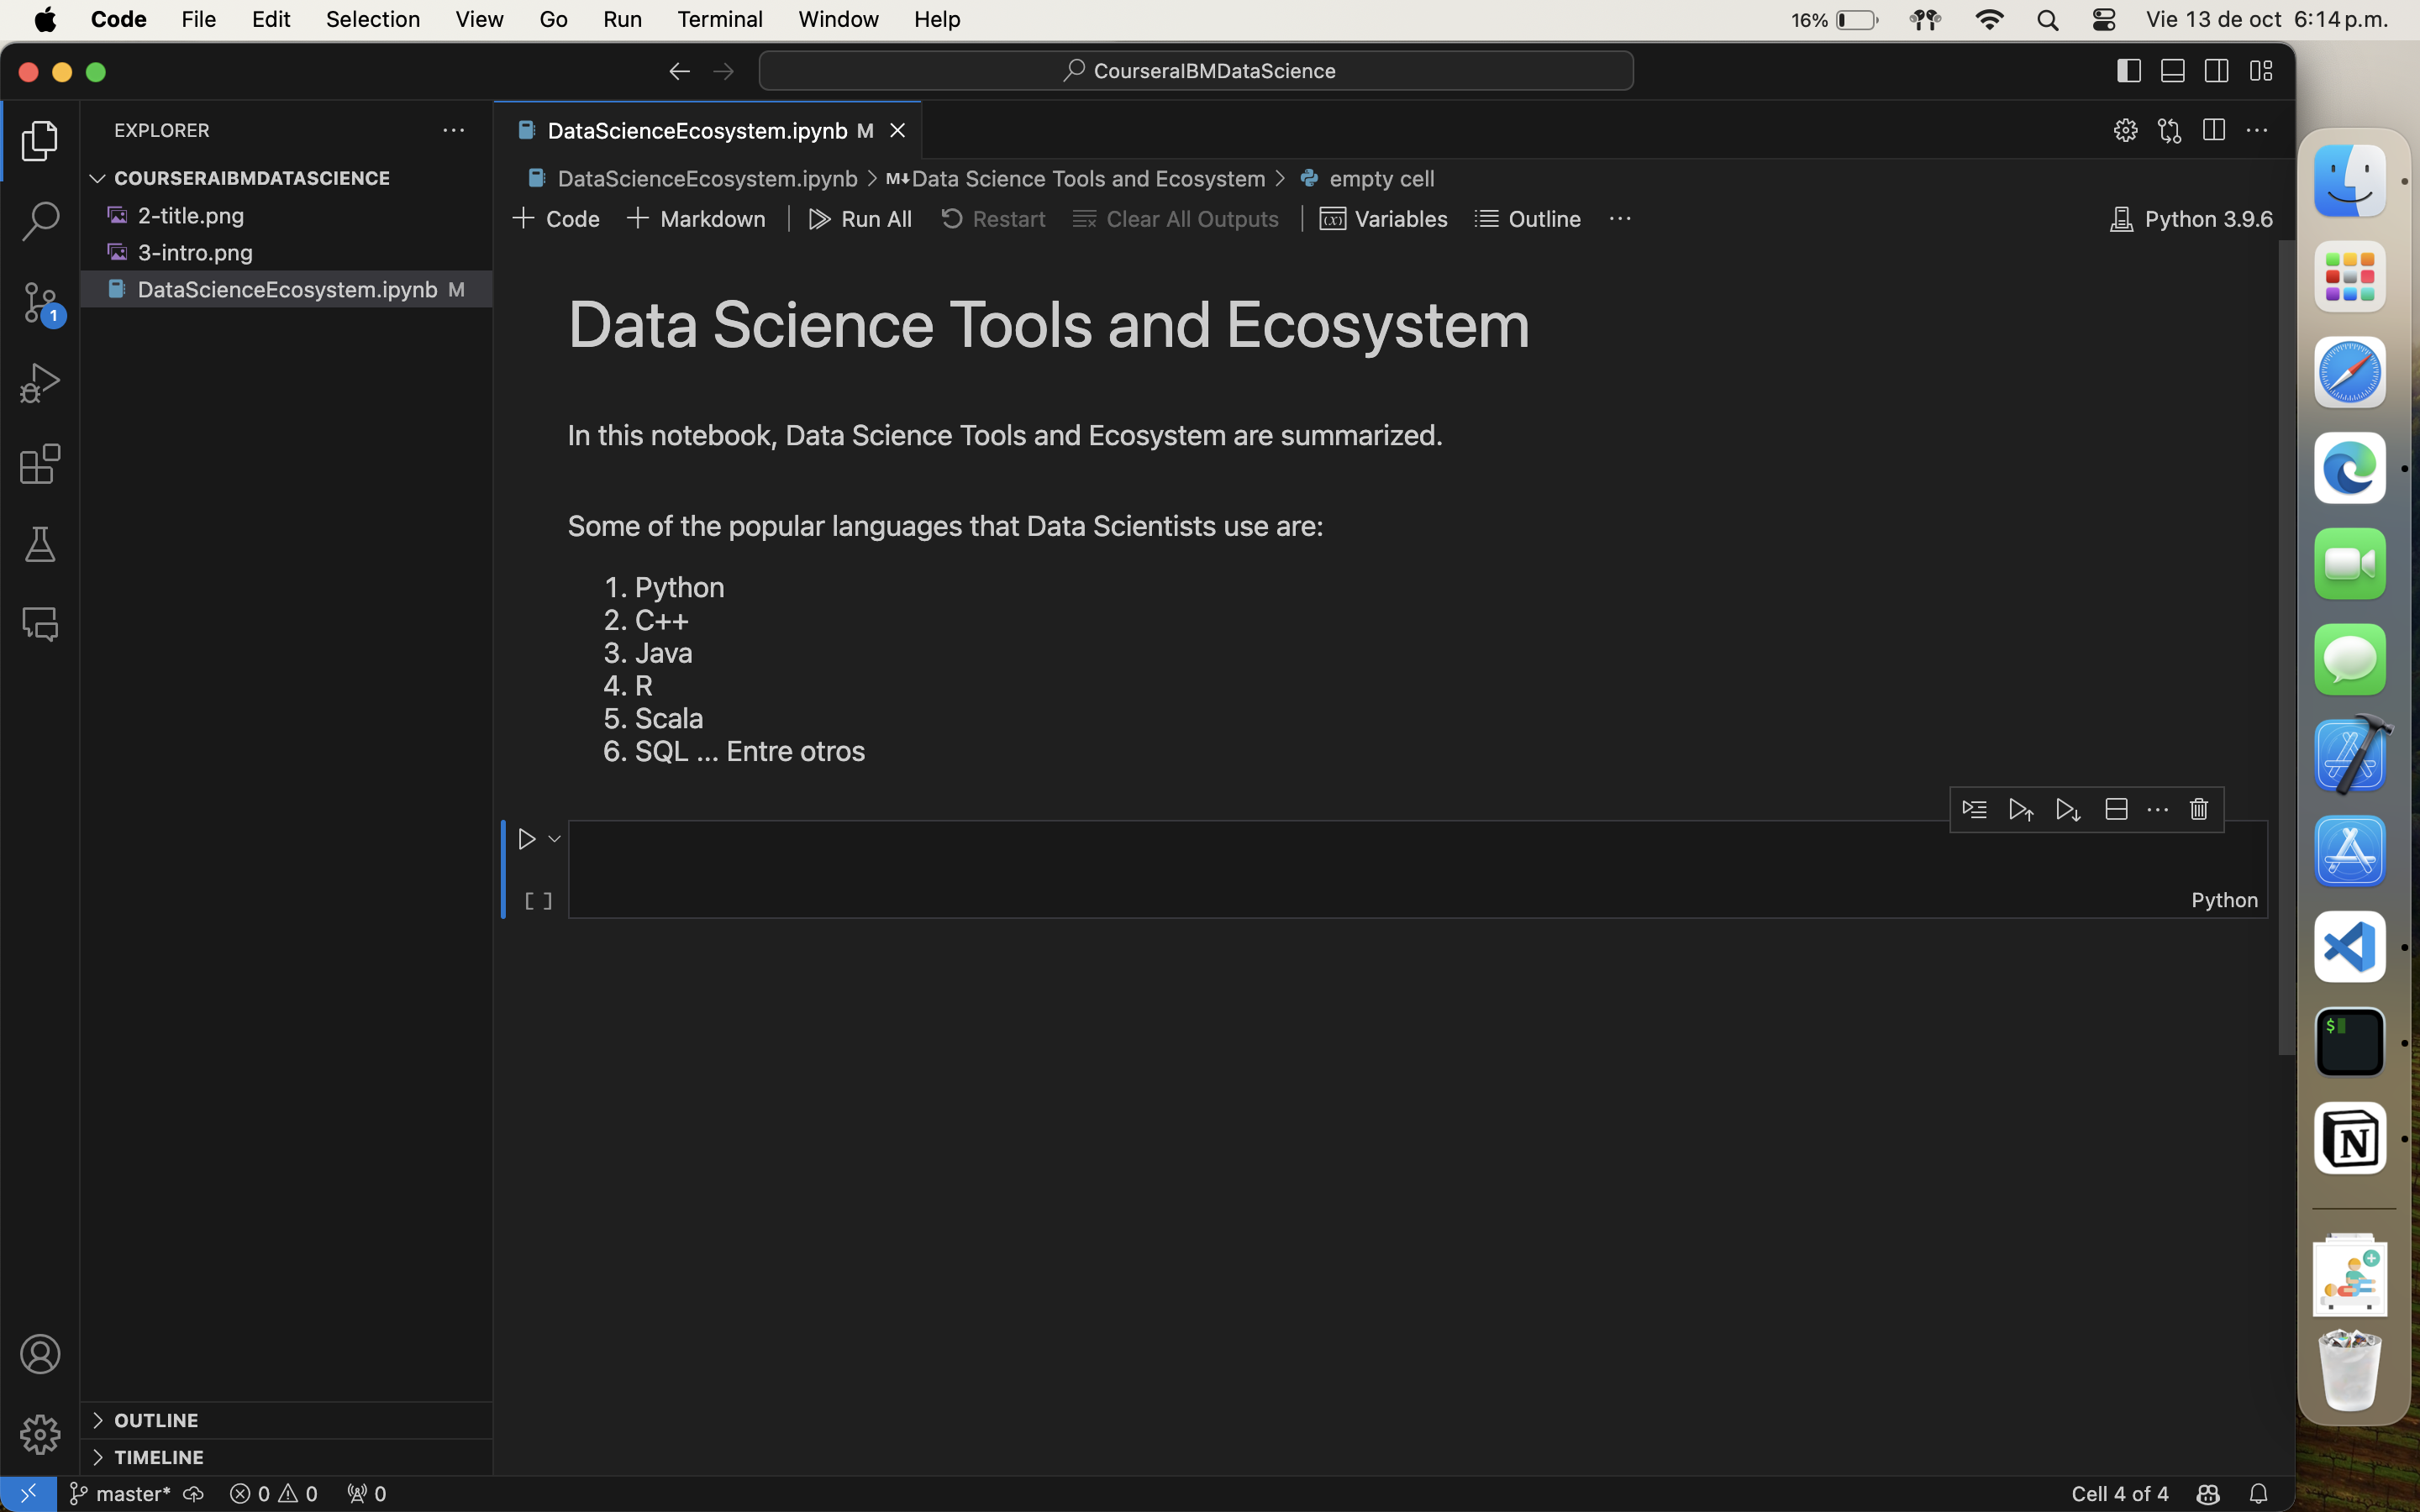 Code File Edit Selection View Go Run Terminal Window Help 16% Vie 13 de oct 6:14 p.m.
CourseraIBMDataScience
EXPLORER
COURSERAIBMDATASCIENCE
2-title.png
3-intro.png
DataScienceEcosystem.ipynb M
1
OUTLINE
TIMELINE
DataScienceEcosystem.ipynb M
DataScienceEcosystem.ipynb > M↓Data Science Tools and Ecosystem > empty cell
+ Code + Markdown Run All Restart Clear All Outputs (x) Variables Outline ... Python 3.9.6
Data Science Tools and Ecosystem
In this notebook, Data Science Tools and Ecosystem are summarized.
Some of the popular languages that Data Scientists use are:
1. Python
2. C++
3. Java
4. R
5. Scala
6. SQL ... Entre otros
[ ]
Python
master* 0 0 0 Cell 4 of 4
$
N